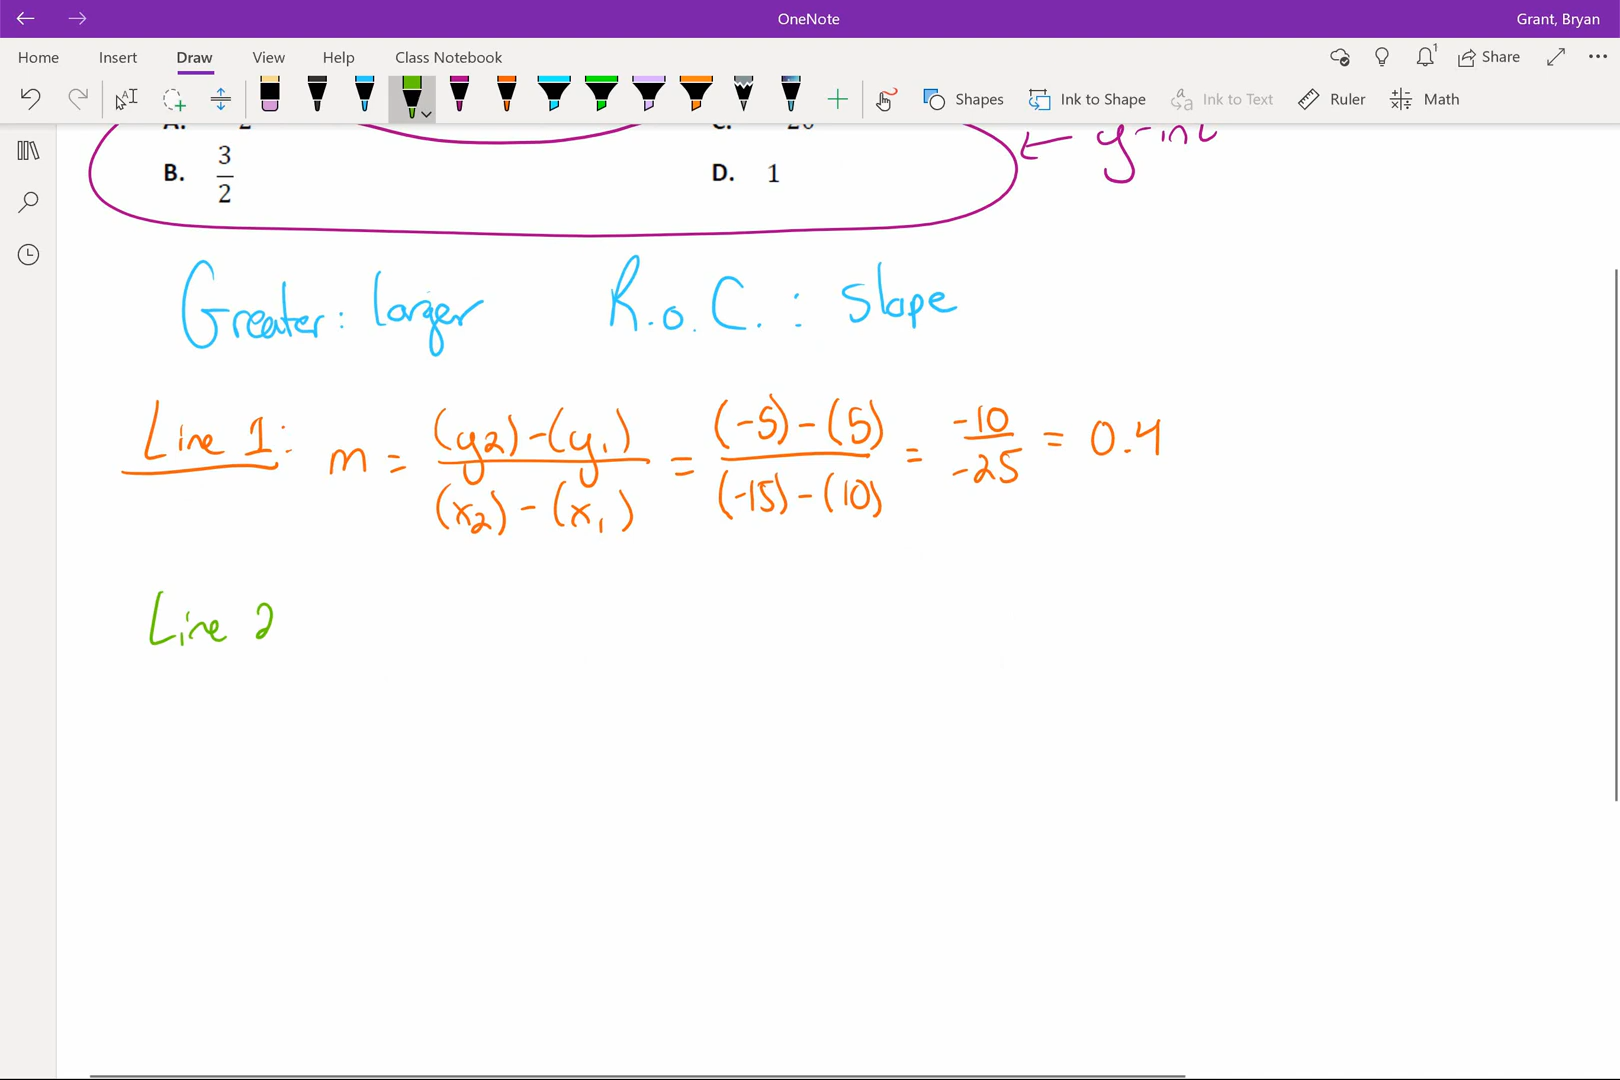 OneNote
Grant, Bryan
Home Insert Draw View Help Class Notebook
1 Share
Shapes Ink to Shape Ink to Text Ruler Math
A. C.
← y-int
B. 3/2 D. 1
Greater: larger R.o.C. : slope
Line 1: m = (y2)-(y₁)/(x₂)-(x₁) = (-5)-(5)/(-15)-(10) = -10/-25 = 0.4
Line 2